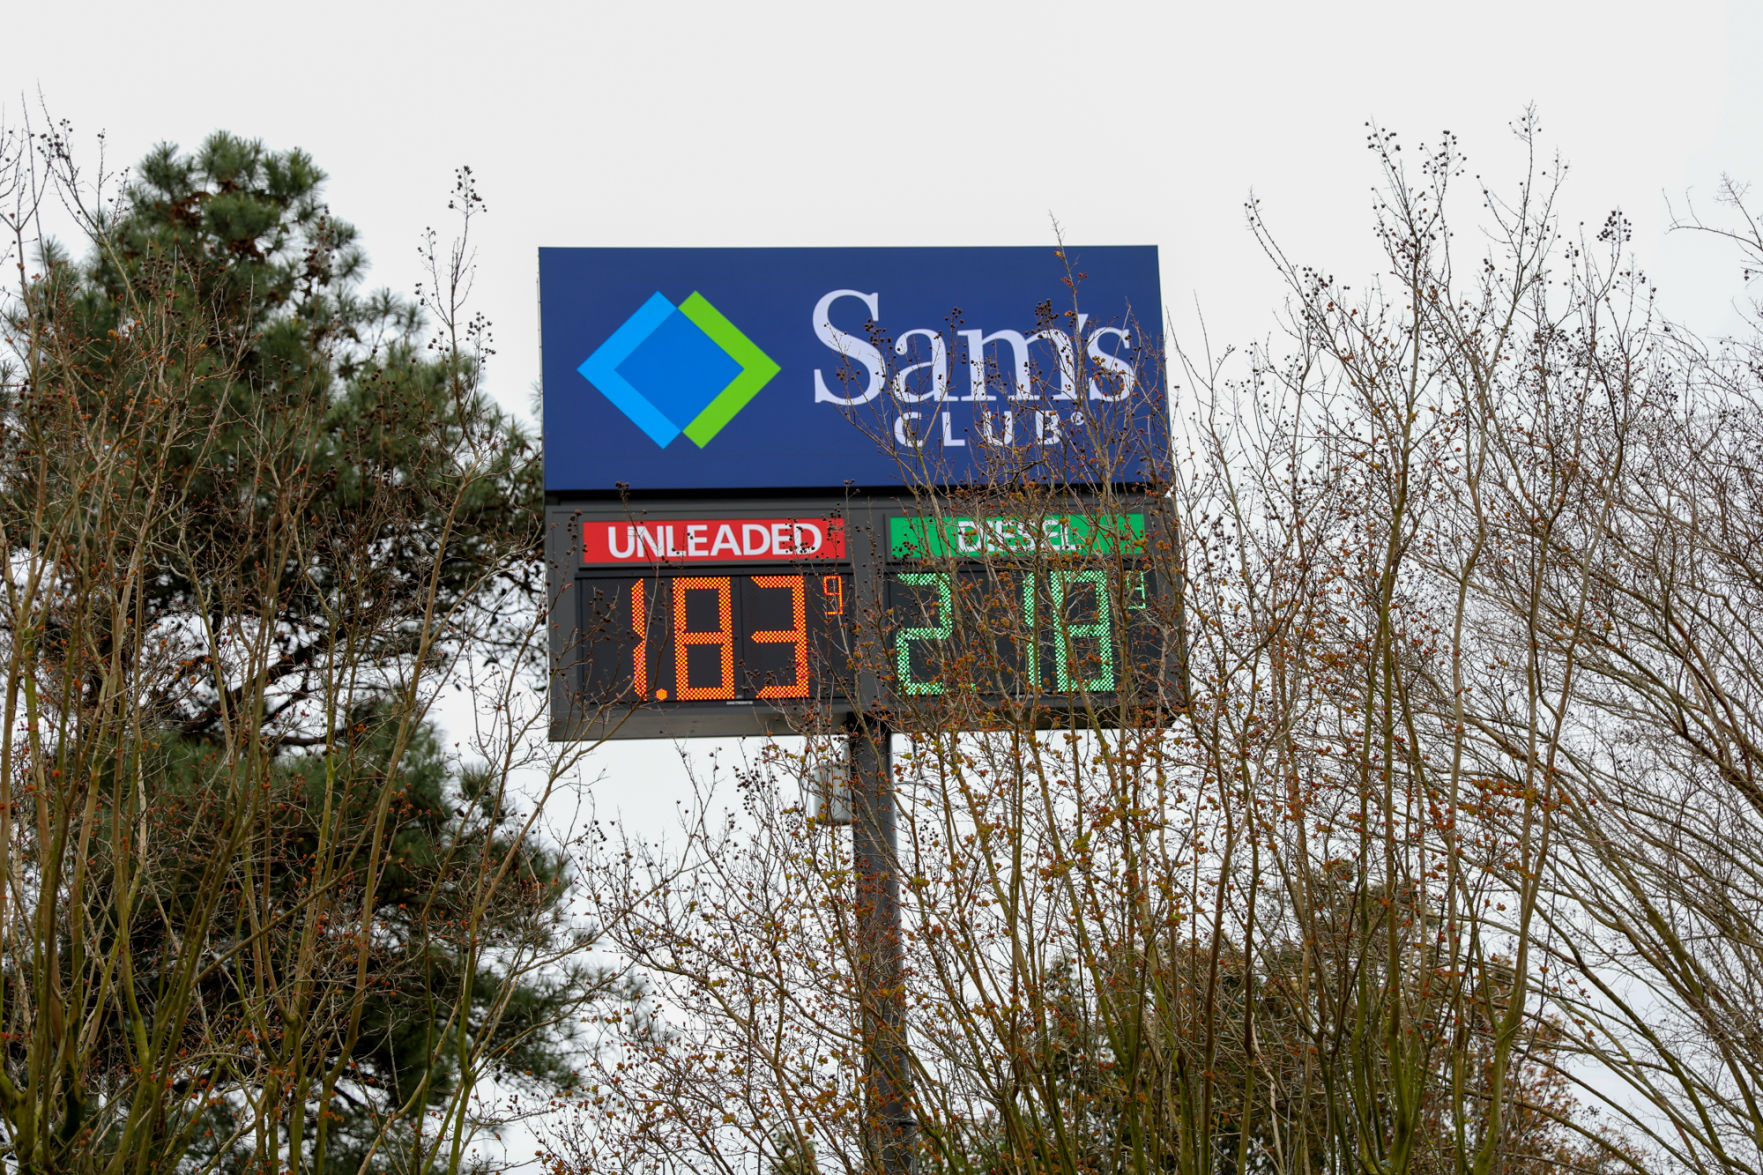 Sam's
CLUB®
UNLEADED DIESEL
1.83 9 2.18 9